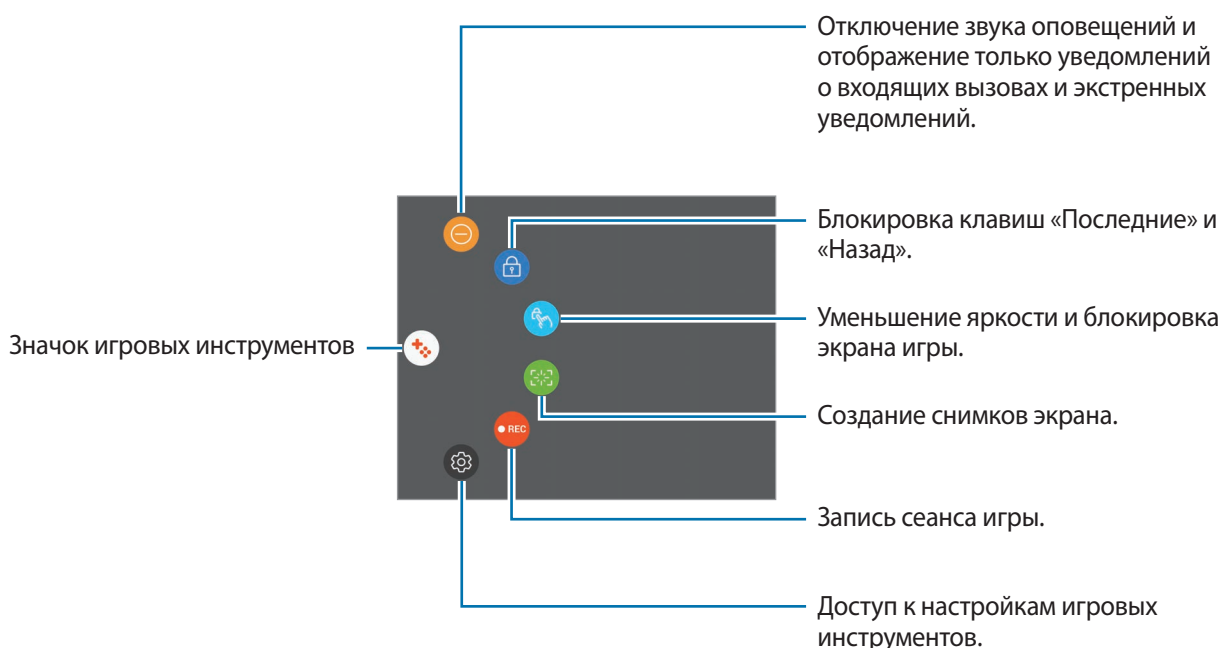 Отключение звука оповещений и
отображение только уведомлений
о входящих вызовах и экстренных
уведомлений.
Блокировка клавиш «Последние» и
«Назад».
Уменьшение яркости и блокировка
экрана игры.
Значок игровых инструментов
Создание снимков экрана.
REC
Запись сеанса игры.
Доступ к настройкам игровых
инструментов.